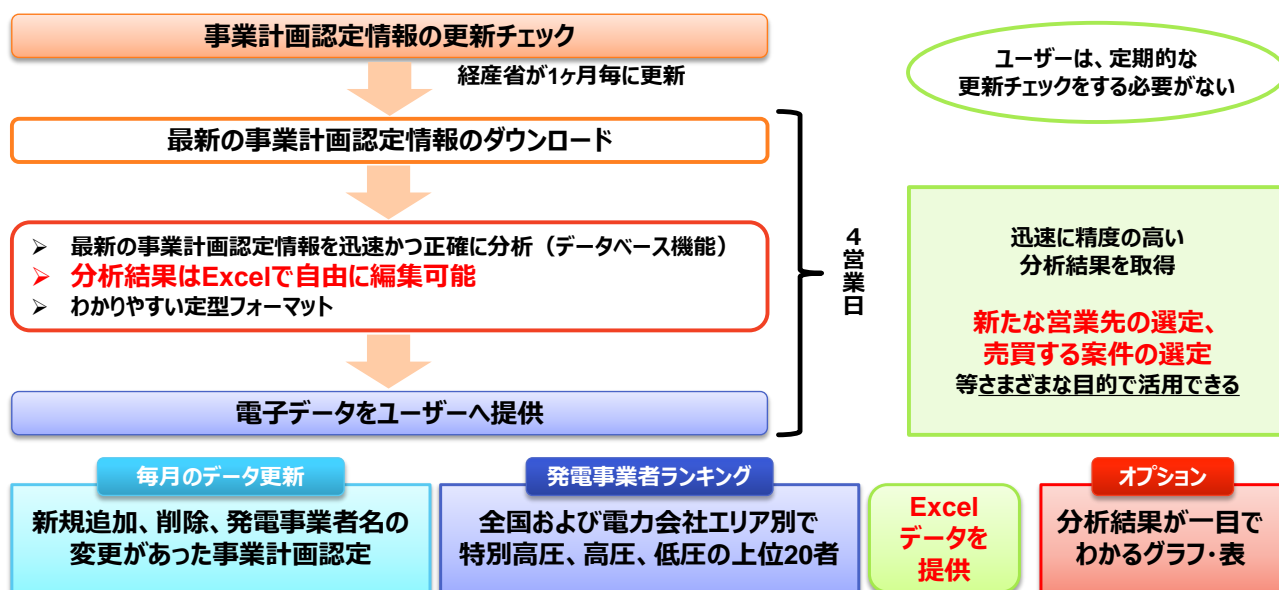 事業計画認定情報の更新チェック
経産省が1ヶ月毎に更新
最新の事業計画認定情報のダウンロード
➢ 最新の事業計画認定情報を迅速かつ正確に分析（データベース機能）
➢ 分析結果はExcelで自由に編集可能
➢ わかりやすい定型フォーマット
電子データをユーザーへ提供
4営業日
ユーザーは、定期的な
更新チェックをする必要がない
迅速に精度の高い
分析結果を取得
新たな営業先の選定、
売買する案件の選定
等さまざまな目的で活用できる
毎月のデータ更新
新規追加、削除、発電事業者名の
変更があった事業計画認定
発電事業者ランキング
全国および電力会社エリア別で
特別高圧、高圧、低圧の上位20者
Excel
データを
提供
オプション
分析結果が一目で
わかるグラフ・表